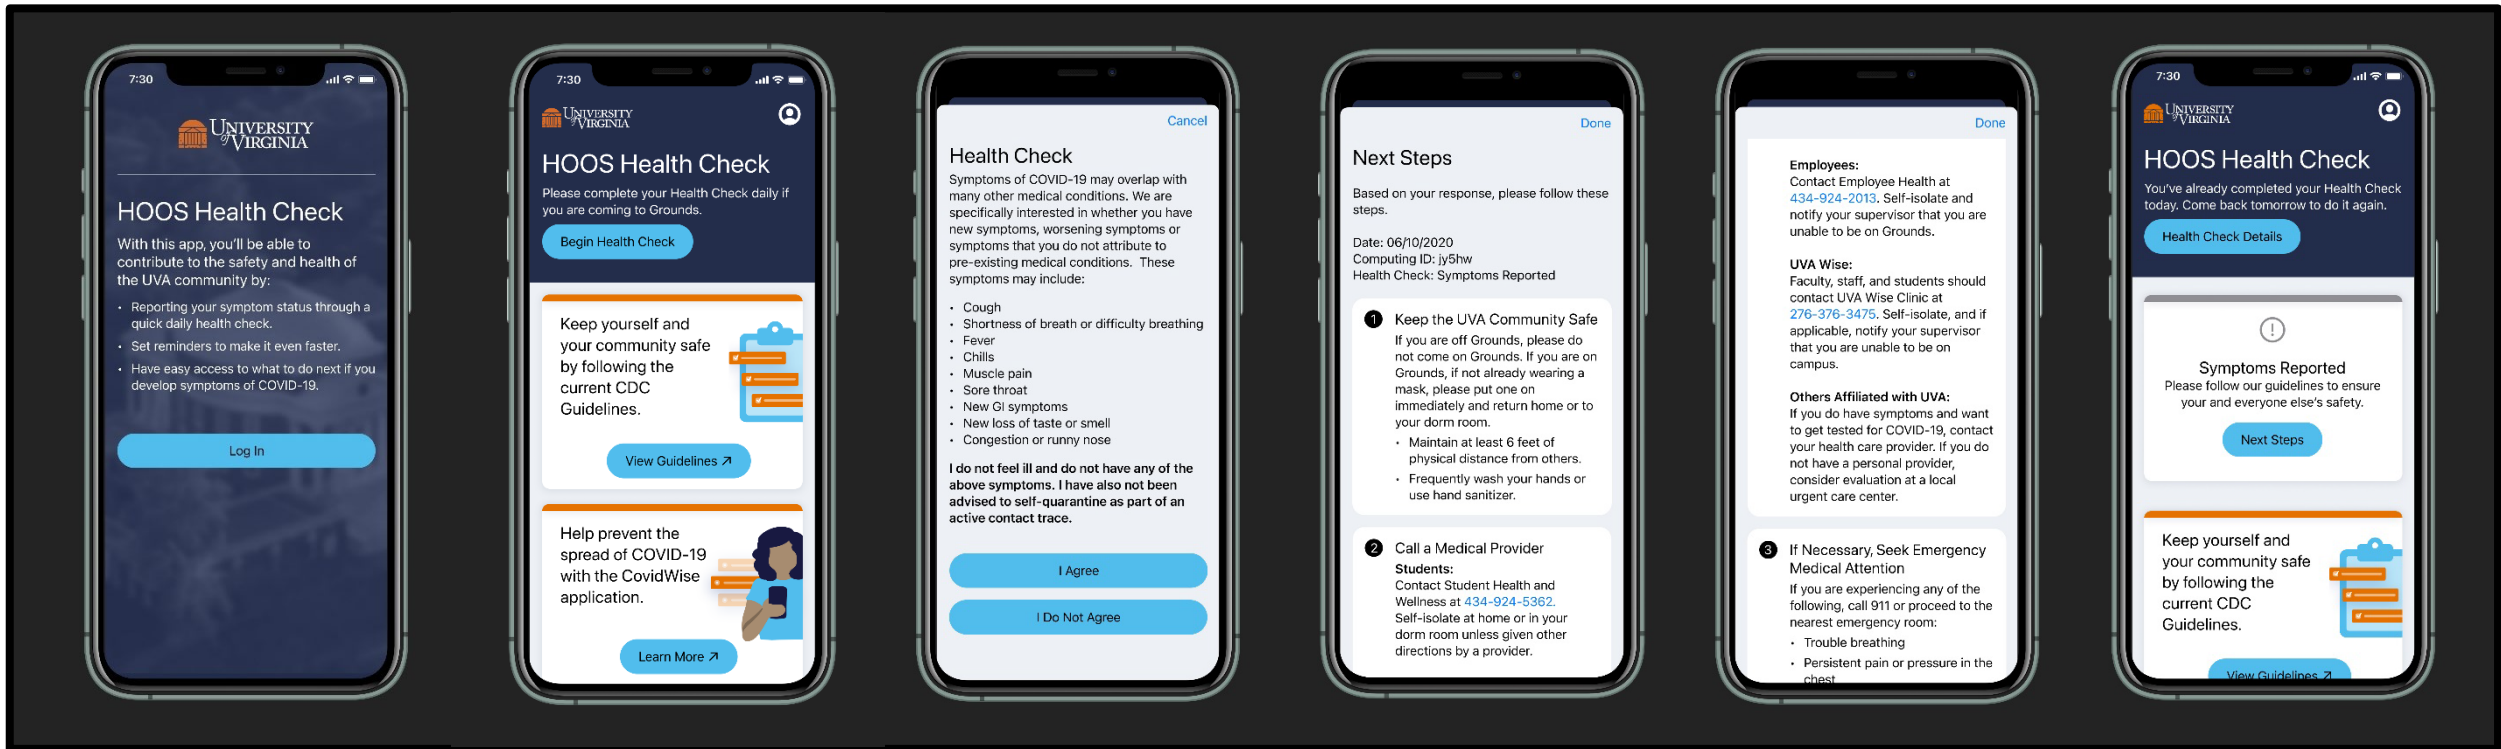 7:30
UNIVERSITY
of VIRGINIA
HOOS Health Check
With this app, you'll be able to
contribute to the safety and health of
the UVA community by:
• Reporting your symptom status through a
quick daily health check.
• Set reminders to make it even faster.
• Have easy access to what to do next if you
develop symptoms of COVID-19.
Log In
7:30
UNIVERSITY
of VIRGINIA
HOOS Health Check
Please complete your Health Check daily if
you are coming to Grounds.
Begin Health Check
Keep yourself and
your community safe
by following the
current CDC
Guidelines.
View Guidelines ↗
Help prevent the
spread of COVID-19
with the CovidWise
application.
Learn More ↗
Cancel
Health Check
Symptoms of COVID-19 may overlap with
many other medical conditions. We are
specifically interested in whether you have
new symptoms, worsening symptoms or
symptoms that you do not attribute to
pre-existing medical conditions. These
symptoms may include:
• Cough
• Shortness of breath or difficulty breathing
• Fever
• Chills
• Muscle pain
• Sore throat
• New GI symptoms
• New loss of taste or smell
• Congestion or runny nose
I do not feel ill and do not have any of the
above symptoms. I have also not been
advised to self-quarantine as part of an
active contact trace.
I Agree
I Do Not Agree
Done
Next Steps
Based on your response, please follow these
steps.
Date: 06/10/2020
Computing ID: jy5hw
Health Check: Symptoms Reported
1 Keep the UVA Community Safe
If you are off Grounds, please do
not come on Grounds. If you are on
Grounds, if not already wearing a
mask, please put one on
immediately and return home or to
your dorm room.
• Maintain at least 6 feet of
physical distance from others.
• Frequently wash your hands or
use hand sanitizer.
2 Call a Medical Provider
Students:
Contact Student Health and
Wellness at 434-924-5362.
Self-isolate at home or in your
dorm room unless given other
directions by a provider.
Done
Employees:
Contact Employee Health at
434-924-2013. Self-isolate and
notify your supervisor that you are
unable to be on Grounds.
UVA Wise:
Faculty, staff, and students should
contact UVA Wise Clinic at
276-376-3475. Self-isolate, and if
applicable, notify your supervisor
that you are unable to be on
campus.
Others Affiliated with UVA:
If you do have symptoms and want
to get tested for COVID-19, contact
your health care provider. If you do
not have a personal provider,
consider evaluation at a local
urgent care center.
3 If Necessary, Seek Emergency
Medical Attention
If you are experiencing any of the
following, call 911 or proceed to the
nearest emergency room:
• Trouble breathing
• Persistent pain or pressure in the
chest
7:30
UNIVERSITY
of VIRGINIA
HOOS Health Check
You've already completed your Health Check
today. Come back tomorrow to do it again.
Health Check Details
Symptoms Reported
Please follow our guidelines to ensure
your and everyone else's safety.
Next Steps
Keep yourself and
your community safe
by following the
current CDC
Guidelines.
View Guidelines ↗